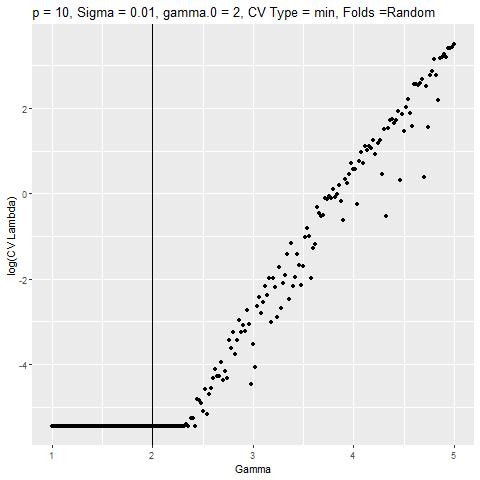 p = 10, Sigma = 0.01, gamma.0 = 2, CV Type = min, Folds =Random
log(CV Lambda)
2
0
-2
-4
1 2 3 4 5
Gamma